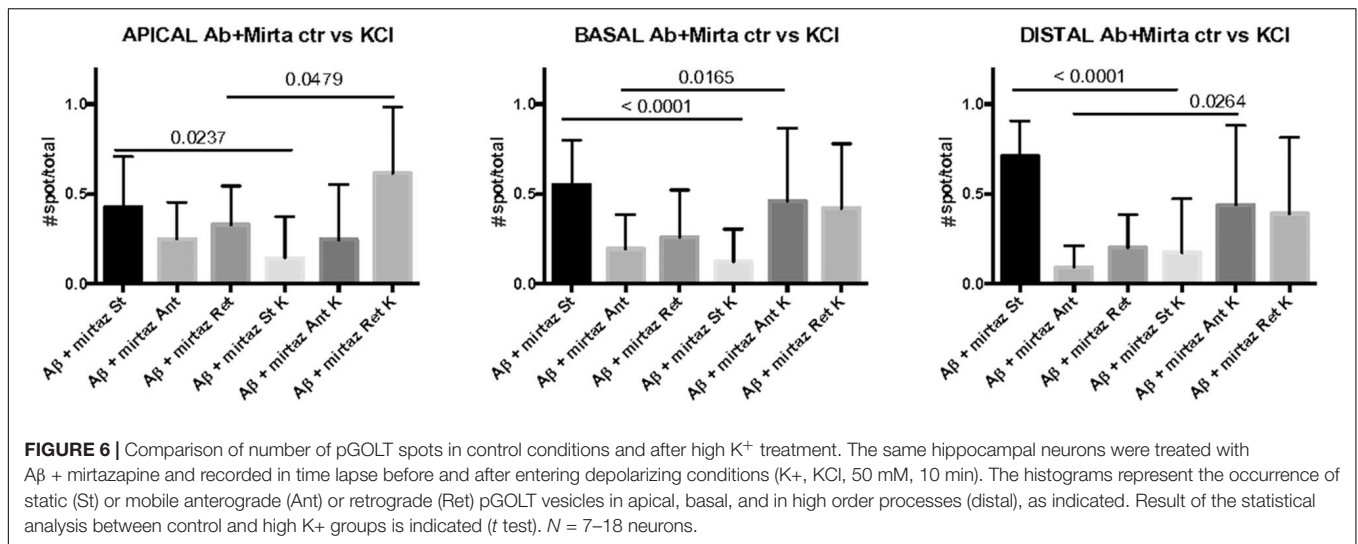 APICAL Ab+Mirta ctr vs KCl
0.0479
0.0237
#spot/total
1.0
0.5
0.0
Aβ + mirtaz St
Aβ + mirtaz Ant
Aβ + mirtaz Ret
Aβ + mirtaz St K
Aβ + mirtaz Ant K
Aβ + mirtaz Ret K
BASAL Ab+Mirta ctr vs KCl
0.0165
< 0.0001
#spot/total
1.0
0.5
0.0
Aβ + mirtaz St
Aβ + mirtaz Ant
Aβ + mirtaz Ret
Aβ + mirtaz St K
Aβ + mirtaz Ant K
Aβ + mirtaz Ret K
DISTAL Ab+Mirta ctr vs KCl
< 0.0001
0.0264
#spot/total
1.0
0.5
0.0
Aβ + mirtaz St
Aβ + mirtaz Ant
Aβ + mirtaz Ret
Aβ + mirtaz St K
Aβ + mirtaz Ant K
Aβ + mirtaz Ret K
FIGURE 6 | Comparison of number of pGOLT spots in control conditions and after high K⁺ treatment. The same hippocampal neurons were treated with
Aβ + mirtazapine and recorded in time lapse before and after entering depolarizing conditions (K+, KCl, 50 mM, 10 min). The histograms represent the occurrence of
static (St) or mobile anterograde (Ant) or retrograde (Ret) pGOLT vesicles in apical, basal, and in high order processes (distal), as indicated. Result of the statistical
analysis between control and high K+ groups is indicated (t test). N = 7–18 neurons.